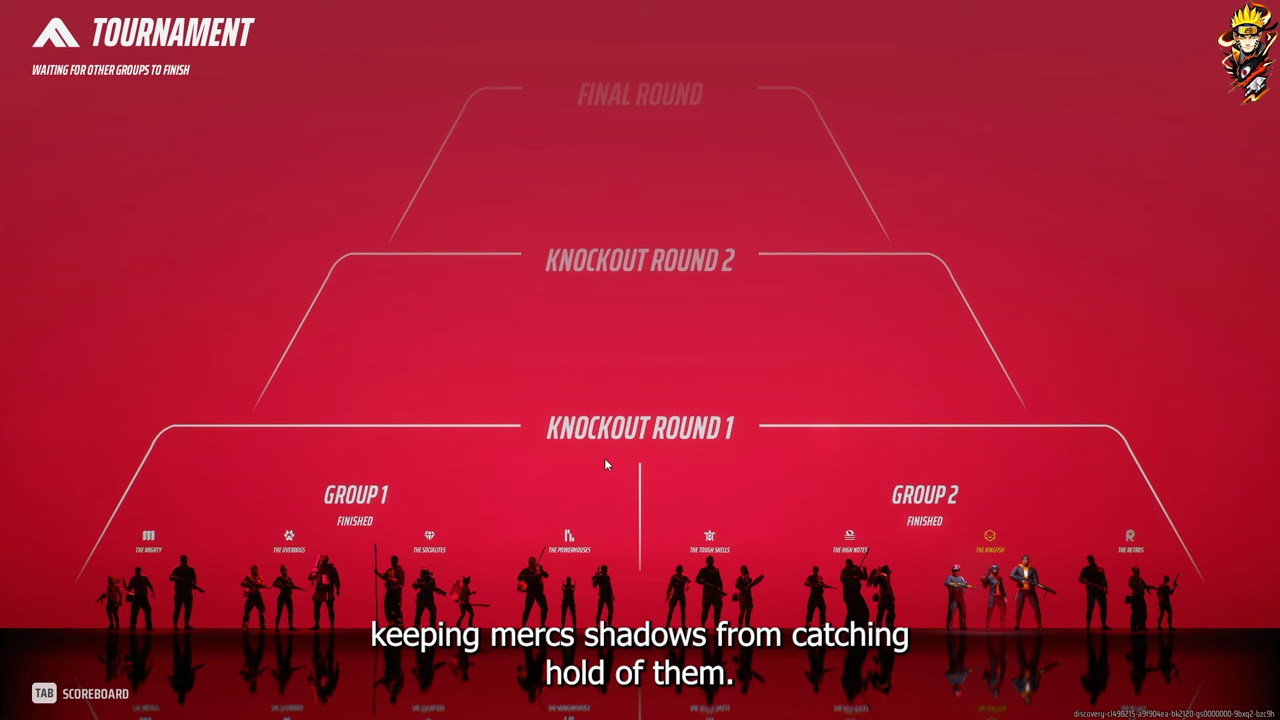 TOURNAMENT
WAITING FOR OTHER GROUPS TO FINISH
FINAL ROUND
KNOCKOUT ROUND 2
KNOCKOUT ROUND 1
GROUP 1
FINISHED
GROUP 2
FINISHED
THE MIGHTY
THE OVERDOGS
THE SOCIALITES
THE POWERHOUSES
THE TOUGH SHELLS
THE HIGH NOTES
THE KINGFISH
THE RETROS
keeping mercs shadows from catching
hold of them.
TAB SCOREBOARD